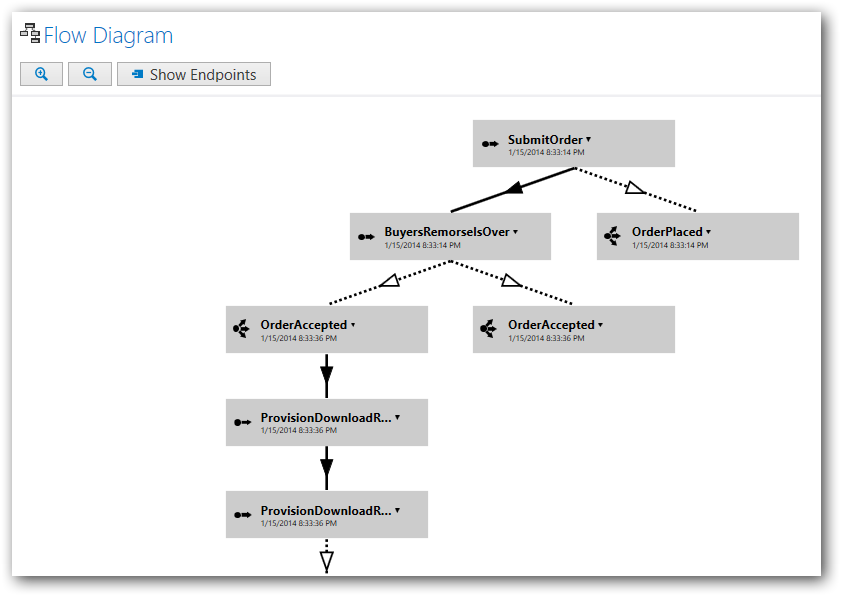 Flow Diagram
Show Endpoints
SubmitOrder
1/15/2014 8:33:14 PM
BuyersRemorseIsOver
1/15/2014 8:33:14 PM
OrderPlaced
1/15/2014 8:33:14 PM
OrderAccepted
1/15/2014 8:33:36 PM
OrderAccepted
1/15/2014 8:33:36 PM
ProvisionDownloadR...
1/15/2014 8:33:36 PM
ProvisionDownloadR...
1/15/2014 8:33:36 PM